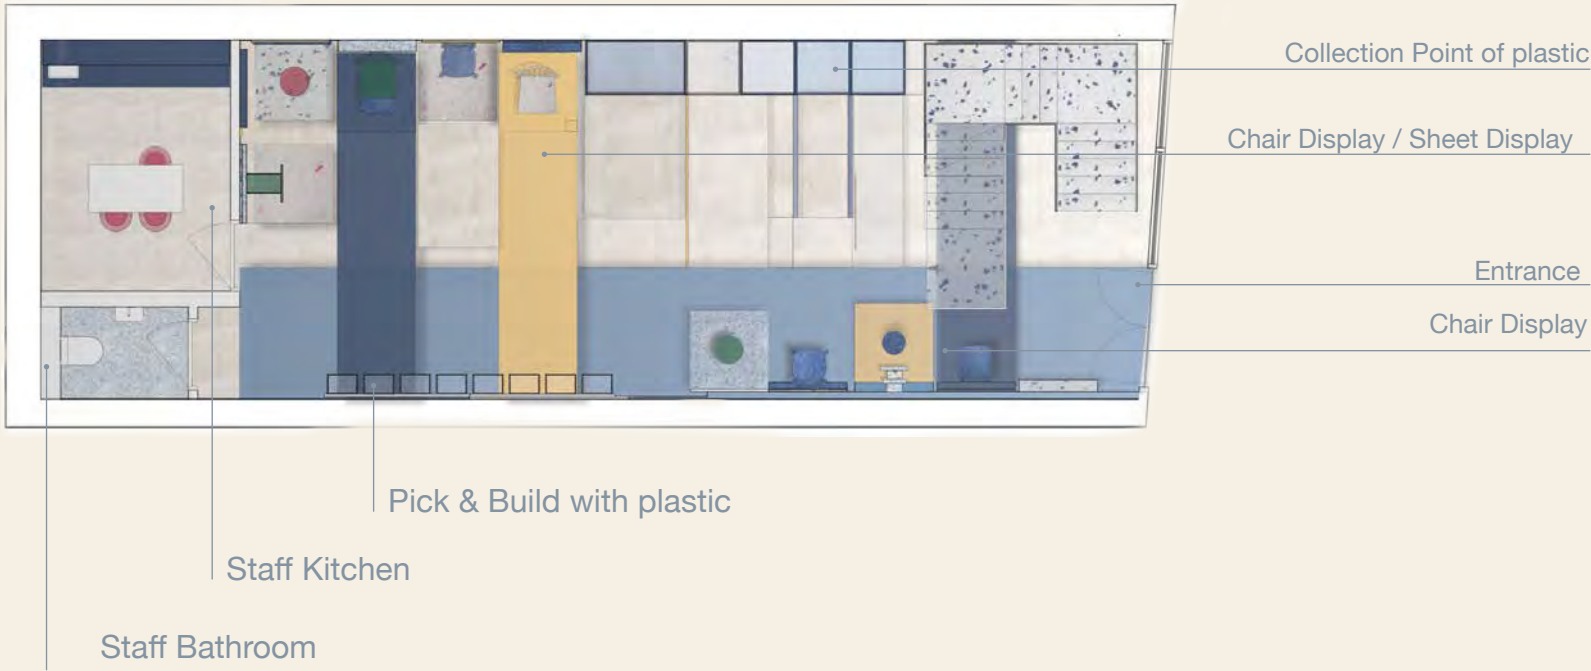 Collection Point of plastic
Chair Display / Sheet Display
Entrance
Chair Display
Pick & Build with plastic
Staff Kitchen
Staff Bathroom